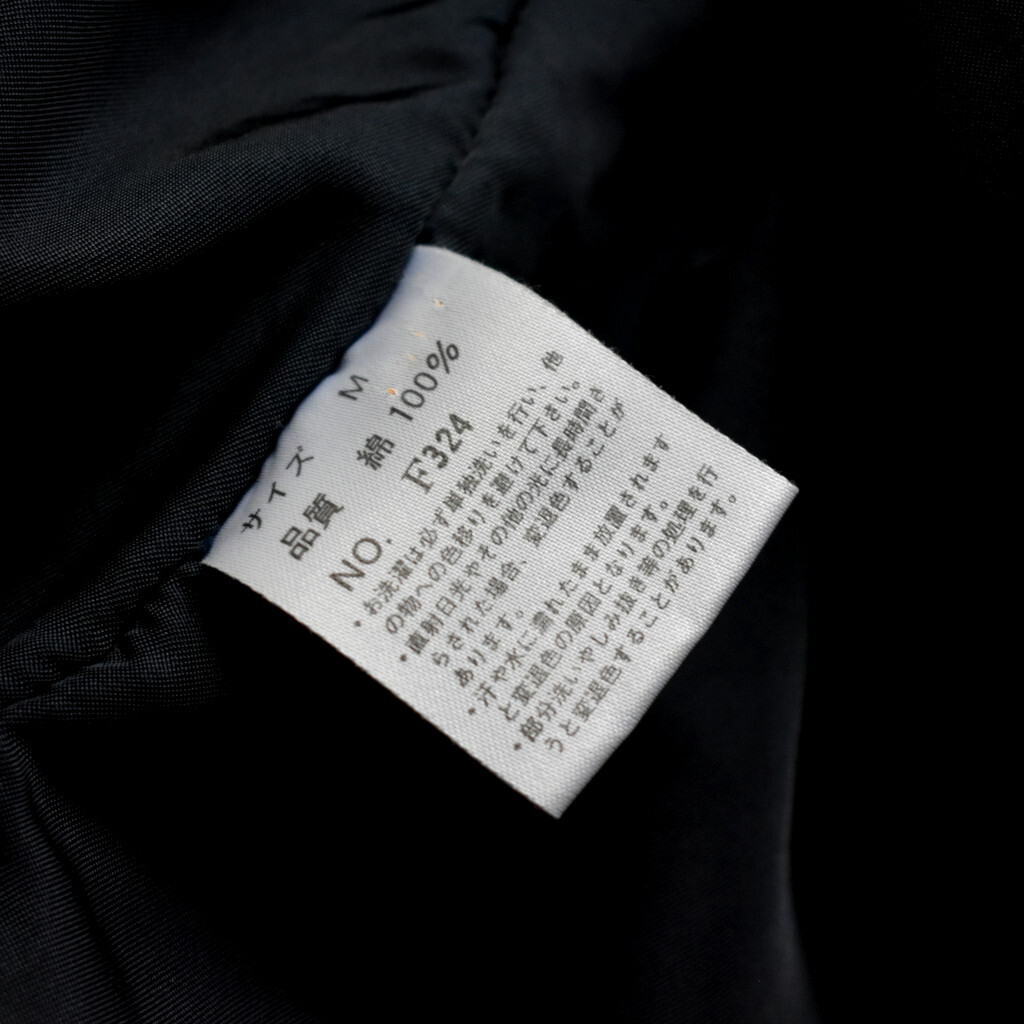 サイズ M
品質 綿 100%
NO. F324
・お洗濯は必ず単独洗いを行い、他
の物への色移りを避けて下さい。
・直射日光やその他の光に長時間さ
らされた場合、変退色することが
あります。
・汗や水に濡れたまま放置されます
と変退色の原因となります。
・部分洗いやしみ抜き等の処理を行
うと変退色することがあります。